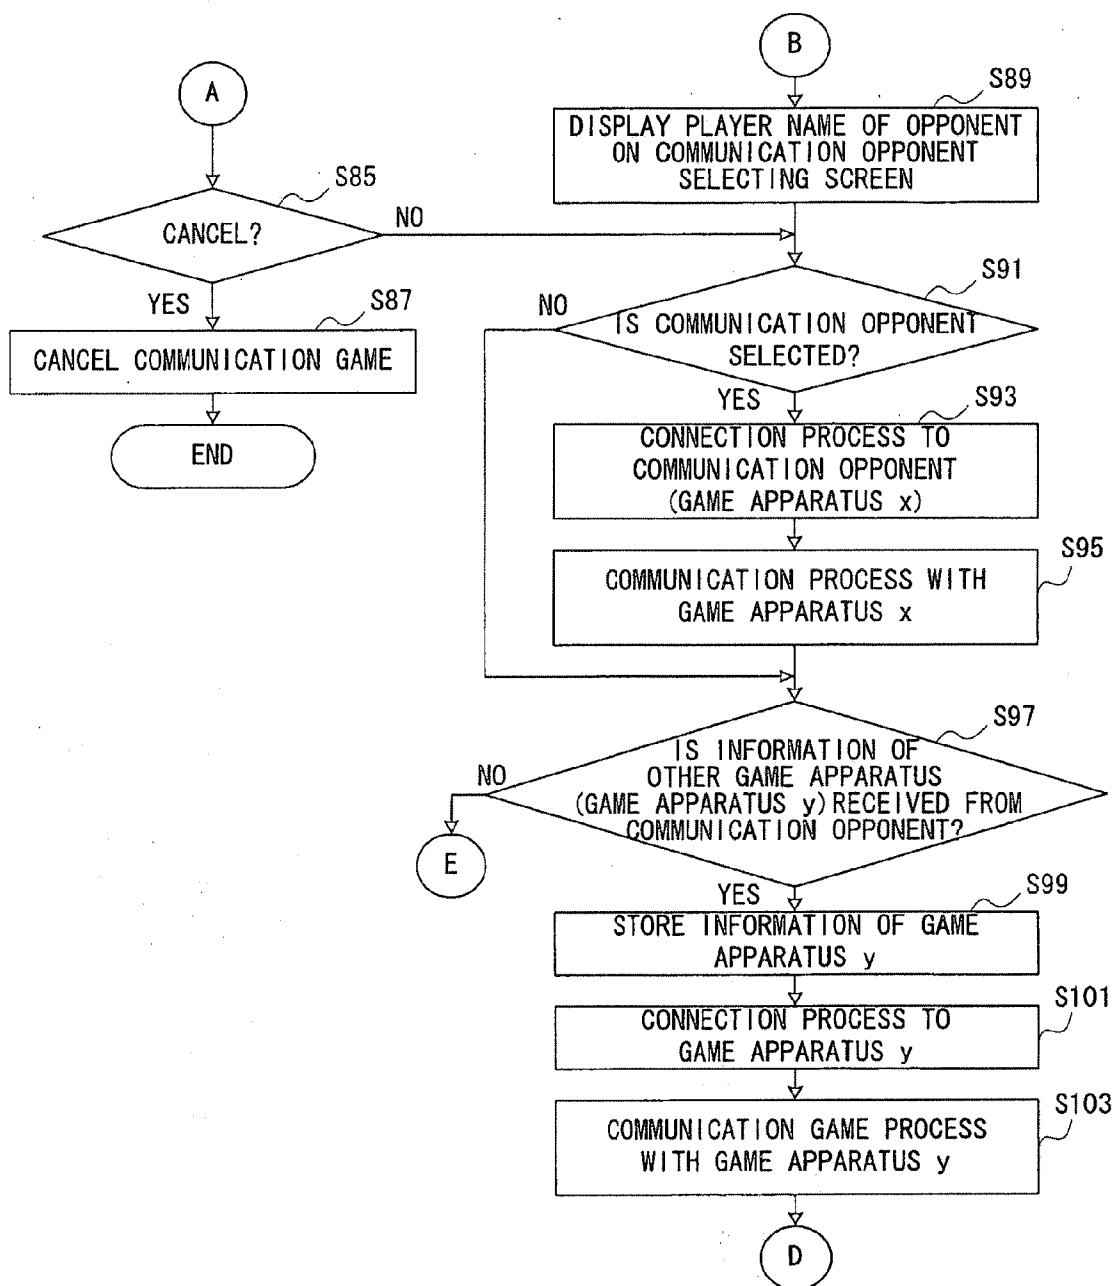 A
S85
CANCEL?
NO
YES
S87
CANCEL COMMUNICATION GAME
END
B
S89
DISPLAY PLAYER NAME OF OPPONENT
ON COMMUNICATION OPPONENT
SELECTING SCREEN
S91
NO
IS COMMUNICATION OPPONENT
SELECTED?
YES
S93
CONNECTION PROCESS TO
COMMUNICATION OPPONENT
(GAME APPARATUS x)
S95
COMMUNICATION PROCESS WITH
GAME APPARATUS x
S97
IS INFORMATION OF
NO
OTHER GAME APPARATUS
(GAME APPARATUS y) RECEIVED FROM
COMMUNICATION OPPONENT?
E
YES
S99
STORE INFORMATION OF GAME
APPARATUS y
S101
CONNECTION PROCESS TO
GAME APPARATUS y
S103
COMMUNICATION GAME PROCESS
WITH GAME APPARATUS y
D